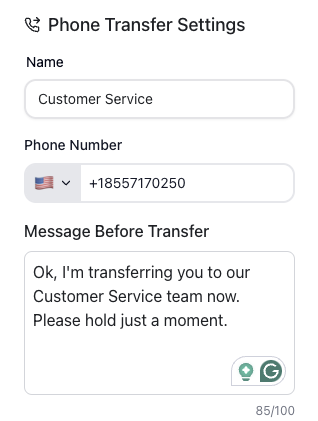 Phone Transfer Settings
Name
Customer Service
Phone Number
+18557170250
Message Before Transfer
Ok, I'm transferring you to our
Customer Service team now.
Please hold just a moment.
85/100